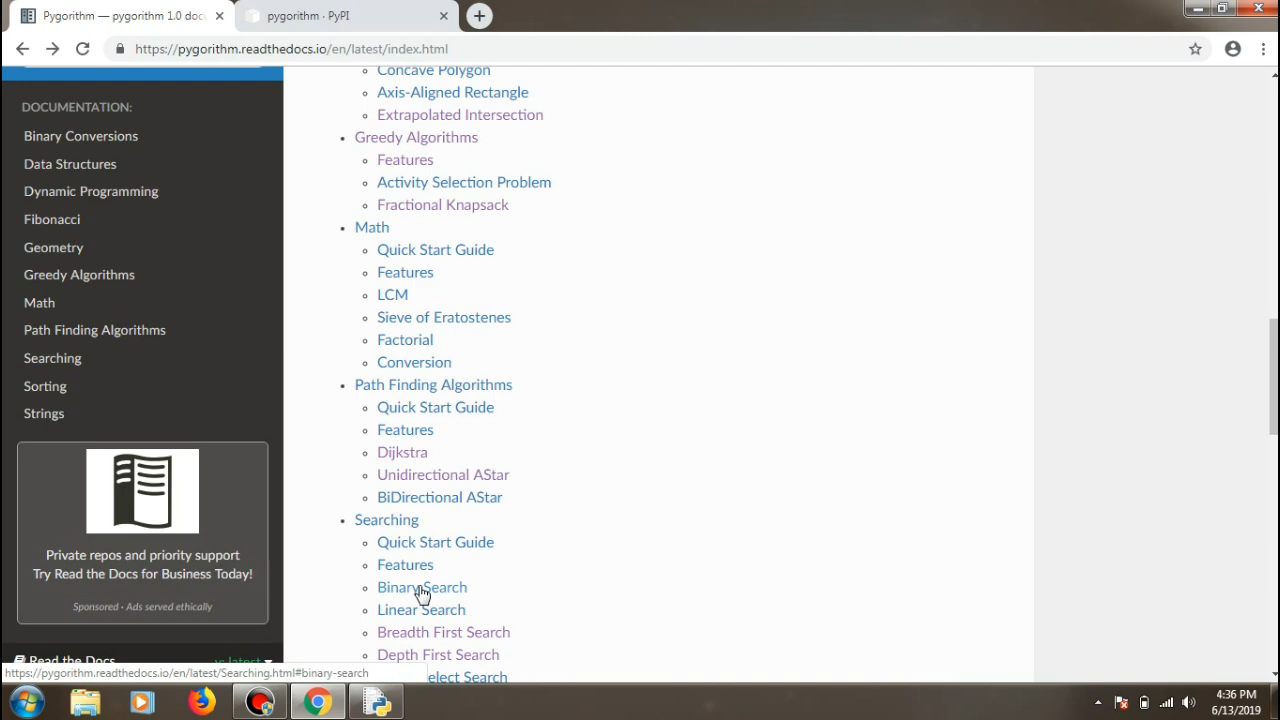 Pygorithm — pygorithm 1.0 doc
pygorithm · PyPI
https://pygorithm.readthedocs.io/en/latest/index.html
DOCUMENTATION:
Binary Conversions
Data Structures
Dynamic Programming
Fibonacci
Geometry
Greedy Algorithms
Math
Path Finding Algorithms
Searching
Sorting
Strings
Private repos and priority support
Try Read the Docs for Business Today!
Sponsored · Ads served ethically
Read the Docs
v: latest
Concave Polygon
Axis-Aligned Rectangle
Extrapolated Intersection
Greedy Algorithms
Features
Activity Selection Problem
Fractional Knapsack
Math
Quick Start Guide
Features
LCM
Sieve of Eratostenes
Factorial
Conversion
Path Finding Algorithms
Quick Start Guide
Features
Dijkstra
Unidirectional AStar
BiDirectional AStar
Searching
Quick Start Guide
Features
Binary Search
Linear Search
Breadth First Search
Depth First Search
elect Search
https://pygorithm.readthedocs.io/en/latest/Searching.html#binary-search
4:36 PM
6/13/2019